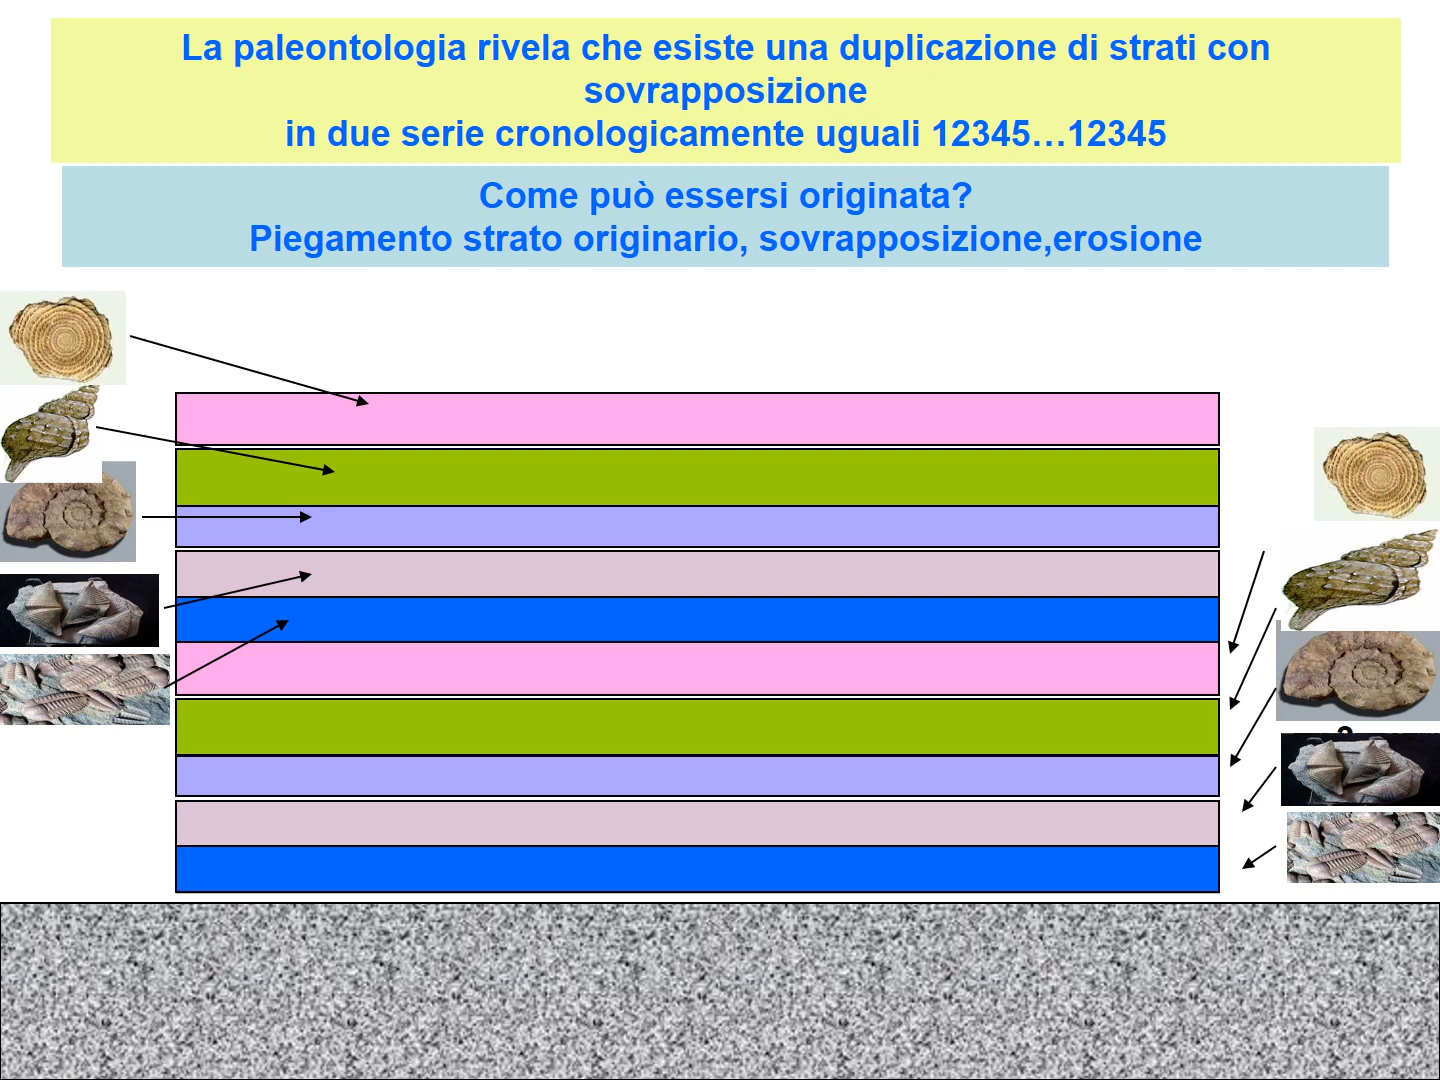 La paleontologia rivela che esiste una duplicazione di strati con
sovrapposizione
in due serie cronologicamente uguali 12345…12345
Come può essersi originata?
Piegamento strato originario, sovrapposizione,erosione